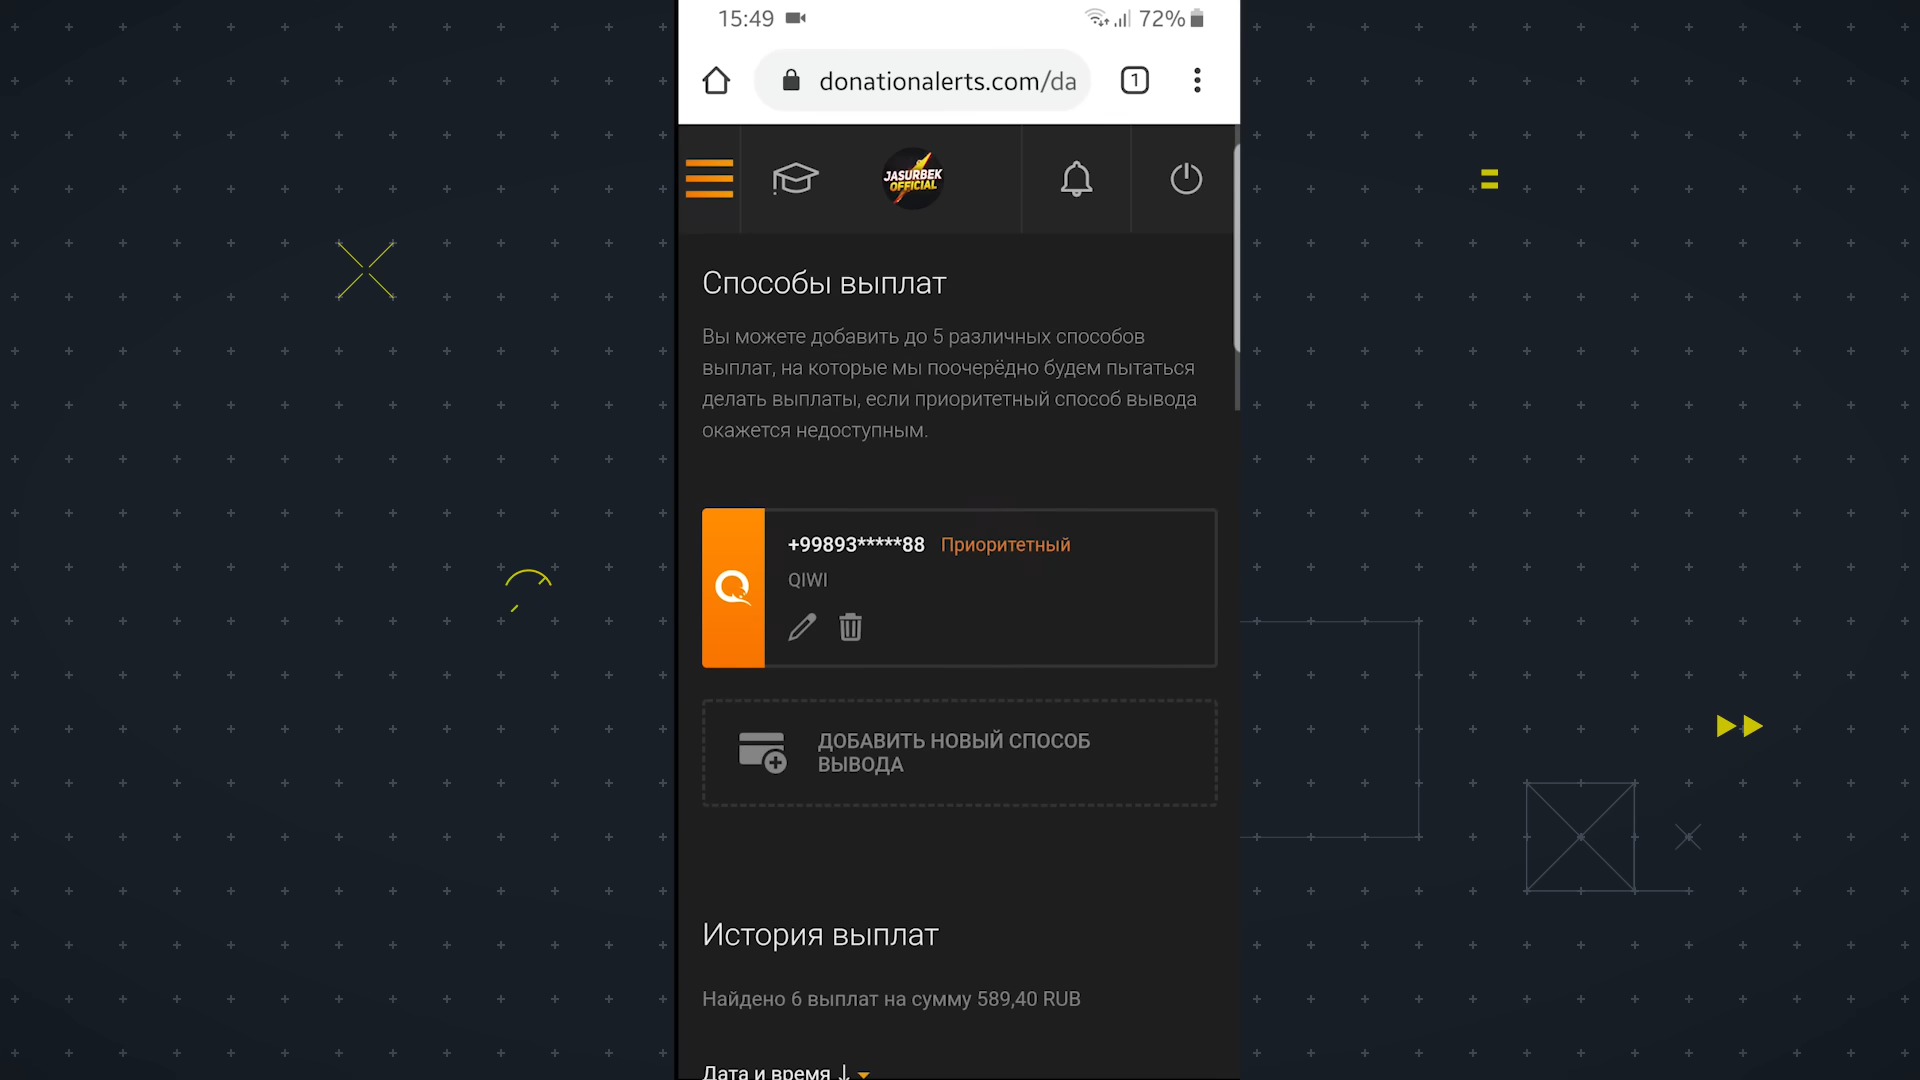 15:49
72%
donationalerts.com/da
1
JASURBEK
OFFICIAL
Способы выплат
Вы можете добавить до 5 различных способов
выплат, на которые мы поочерёдно будем пытаться
делать выплаты, если приоритетный способ вывода
окажется недоступным.
+99893*****88 Приоритетный
QIWI
ДОБАВИТЬ НОВЫЙ СПОСОБ
ВЫВОДА
История выплат
Найдено 6 выплат на сумму 589,40 RUB
Дата и время